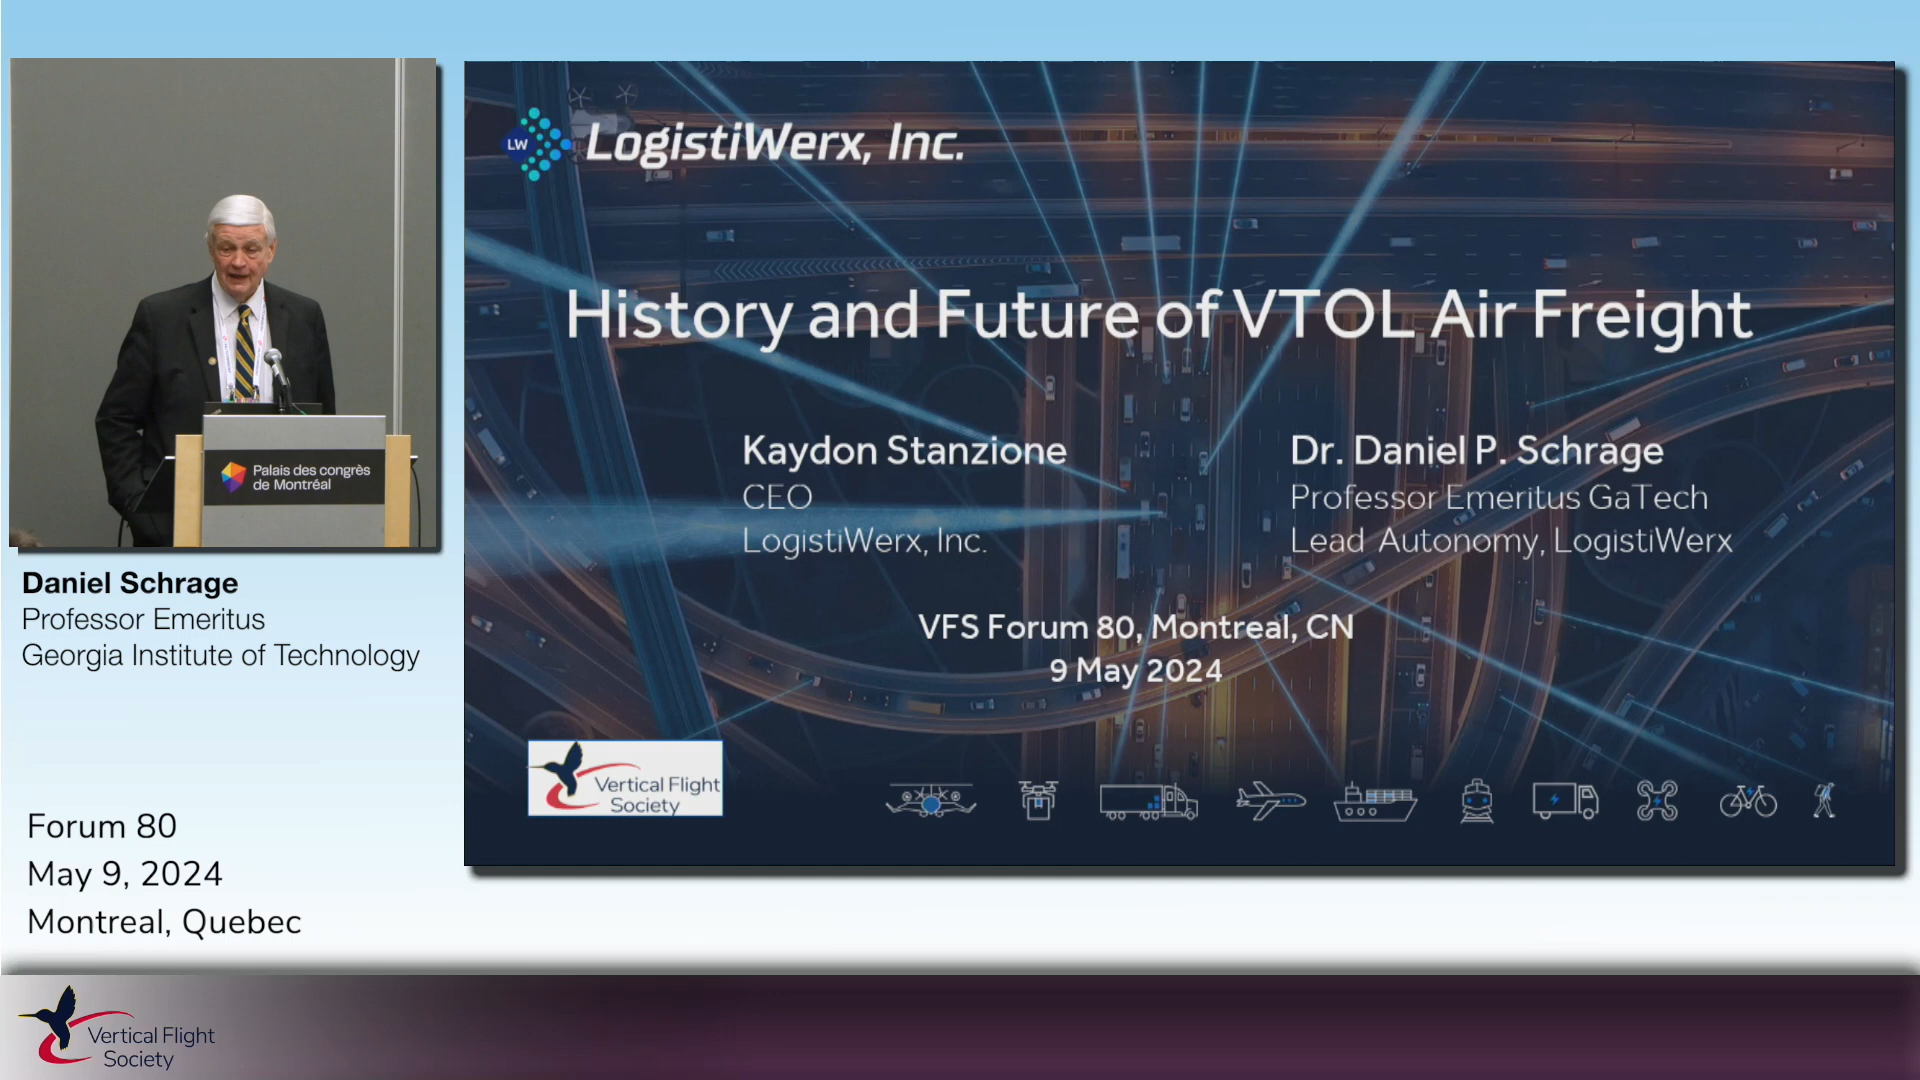 Palais des congrès
de Montréal
Daniel Schrage
Professor Emeritus
Georgia Institute of Technology
Forum 80
May 9, 2024
Montreal, Quebec
Vertical Flight
Society
LW
LogistiWerx, Inc.
History and Future of VTOL Air Freight
Kaydon Stanzione
CEO
LogistiWerx, Inc.
Dr. Daniel P. Schrage
Professor Emeritus GaTech
Lead Autonomy, LogistiWerx
VFS Forum 80, Montreal, CN
9 May 2024
Vertical Flight
Society